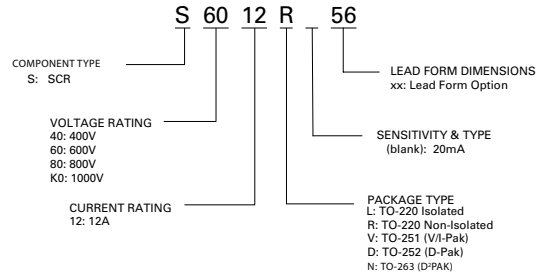 S 60 12 R 56
COMPONENT TYPE
S: SCR
VOLTAGE RATING
40: 400V
60: 600V
80: 800V
K0: 1000V
CURRENT RATING
12: 12A
LEAD FORM DIMENSIONS
xx: Lead Form Option
SENSITIVITY & TYPE
(blank): 20mA
PACKAGE TYPE
L: TO-220 Isolated
R: TO-220 Non-Isolated
V: TO-251 (V/I-Pak)
D: TO-252 (D-Pak)
N: TO-263 (D²PAK)